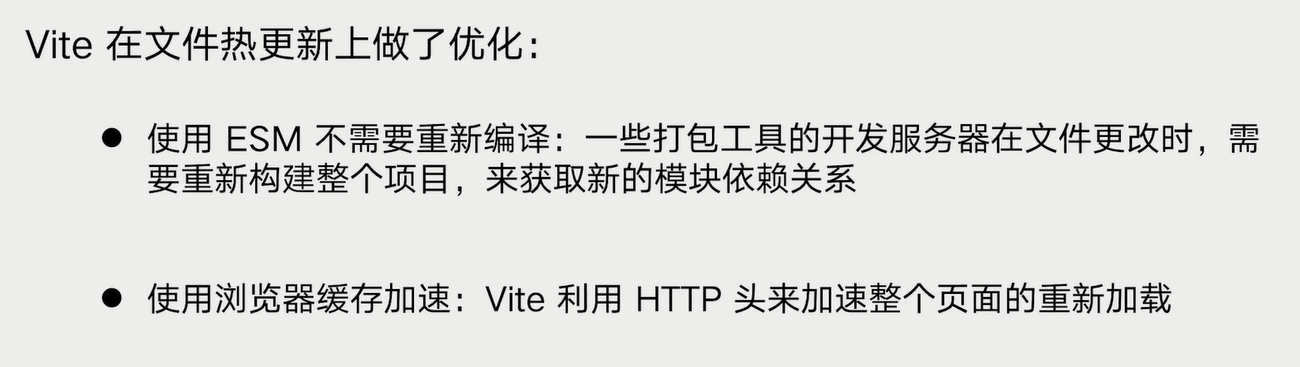 Vite 在文件热更新上做了优化：
● 使用 ESM 不需要重新编译：一些打包工具的开发服务器在文件更改时，需
要重新构建整个项目，来获取新的模块依赖关系
● 使用浏览器缓存加速：Vite 利用 HTTP 头来加速整个页面的重新加载